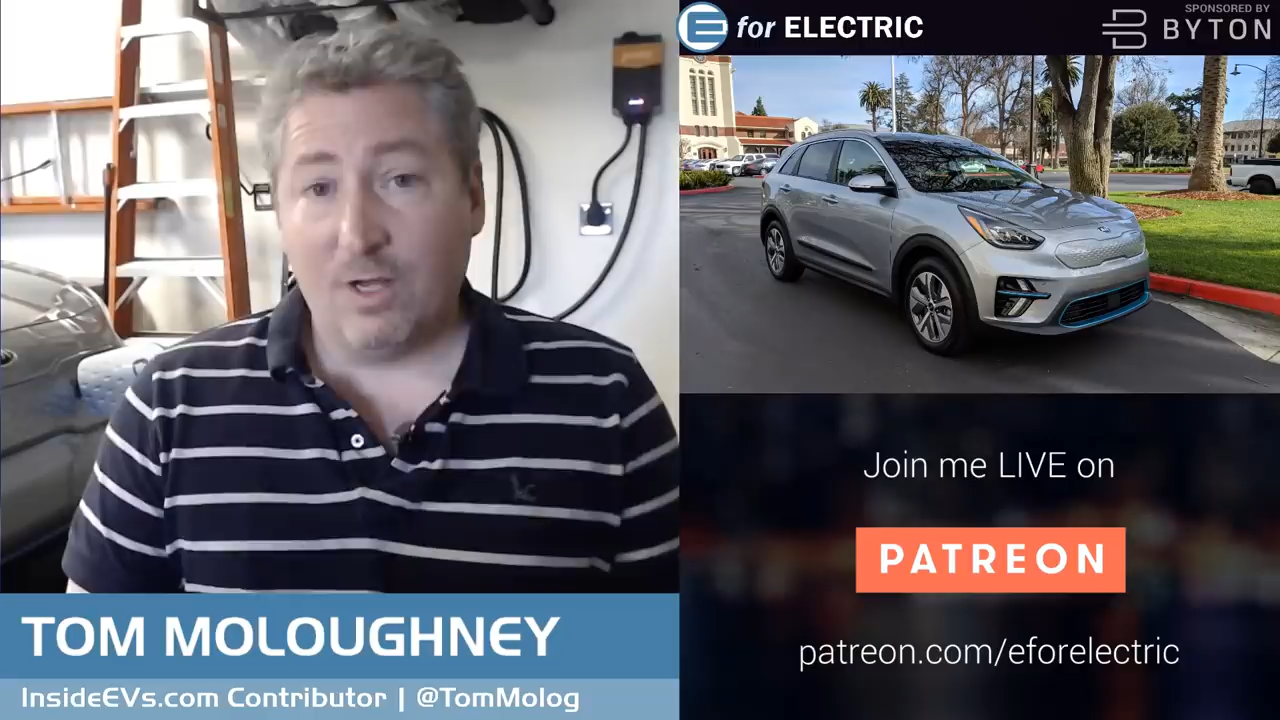 E for ELECTRIC
SPONSORED BY
BYTON
Join me LIVE on
PATREON
patreon.com/eforelectric
TOM MOLOUGHNEY
InsideEVs.com Contributor | @TomMolog